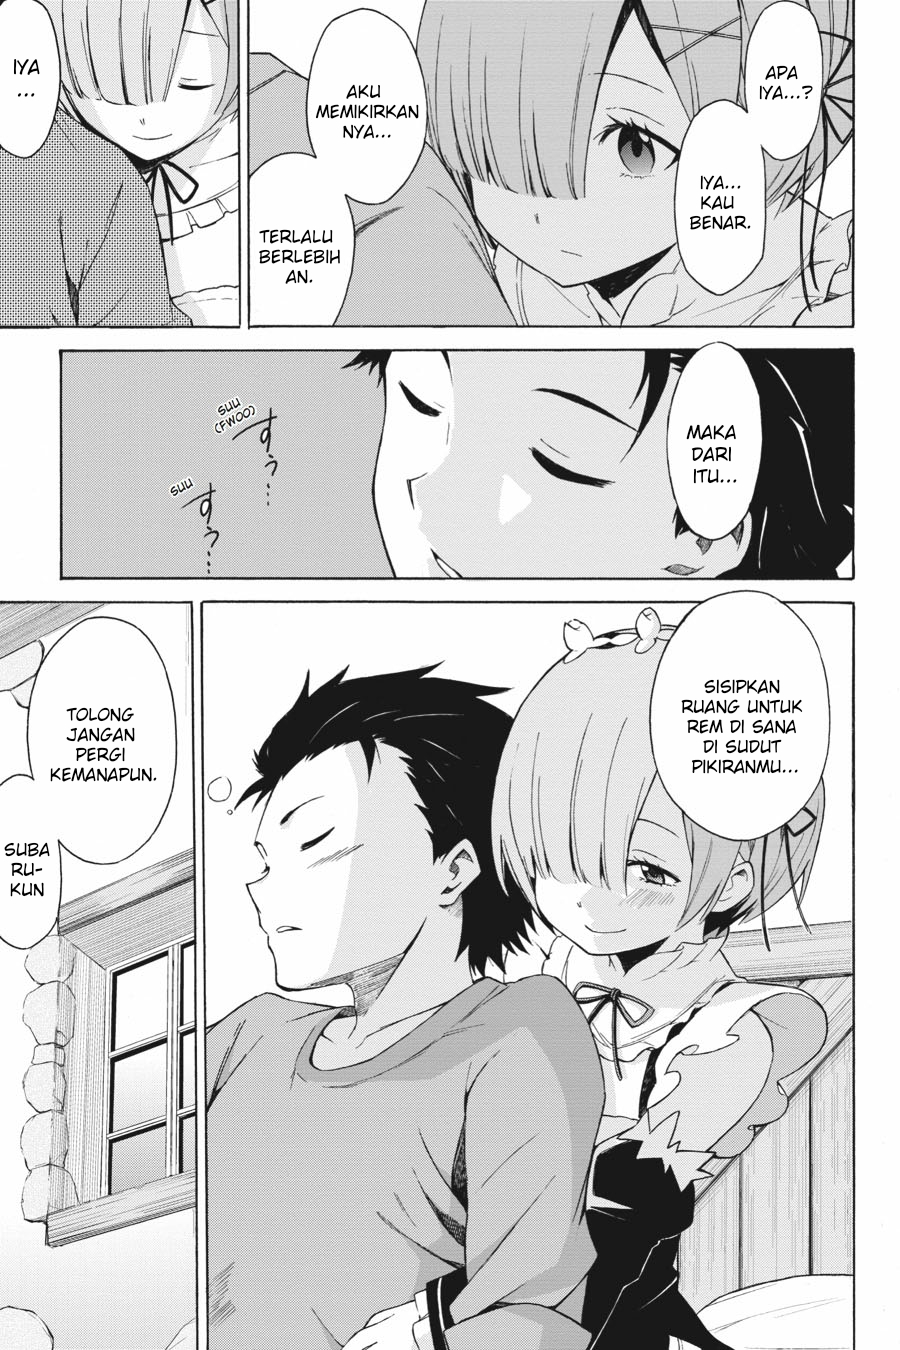 APA
IYA...?
IYA...
KAU
BENAR.
AKU
MEMIKIRKAN
NYA...
TERLALU
BERLEBIH
AN.
IYA
...
MAKA
DARI
ITU...
SUU
(FWOO)
すぅ…
SUU
すぅ…
SISIPKAN
RUANG UNTUK
REM DI SANA
DI SUDUT
PIKIRANMU...
TOLONG
JANGAN
PERGI
KEMANAPUN.
SUBA
RU-
KUN